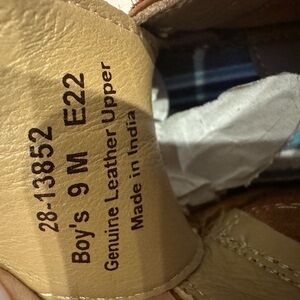 28-13852
Boy's 9 M E22
Genuine Leather Upper
Made in India